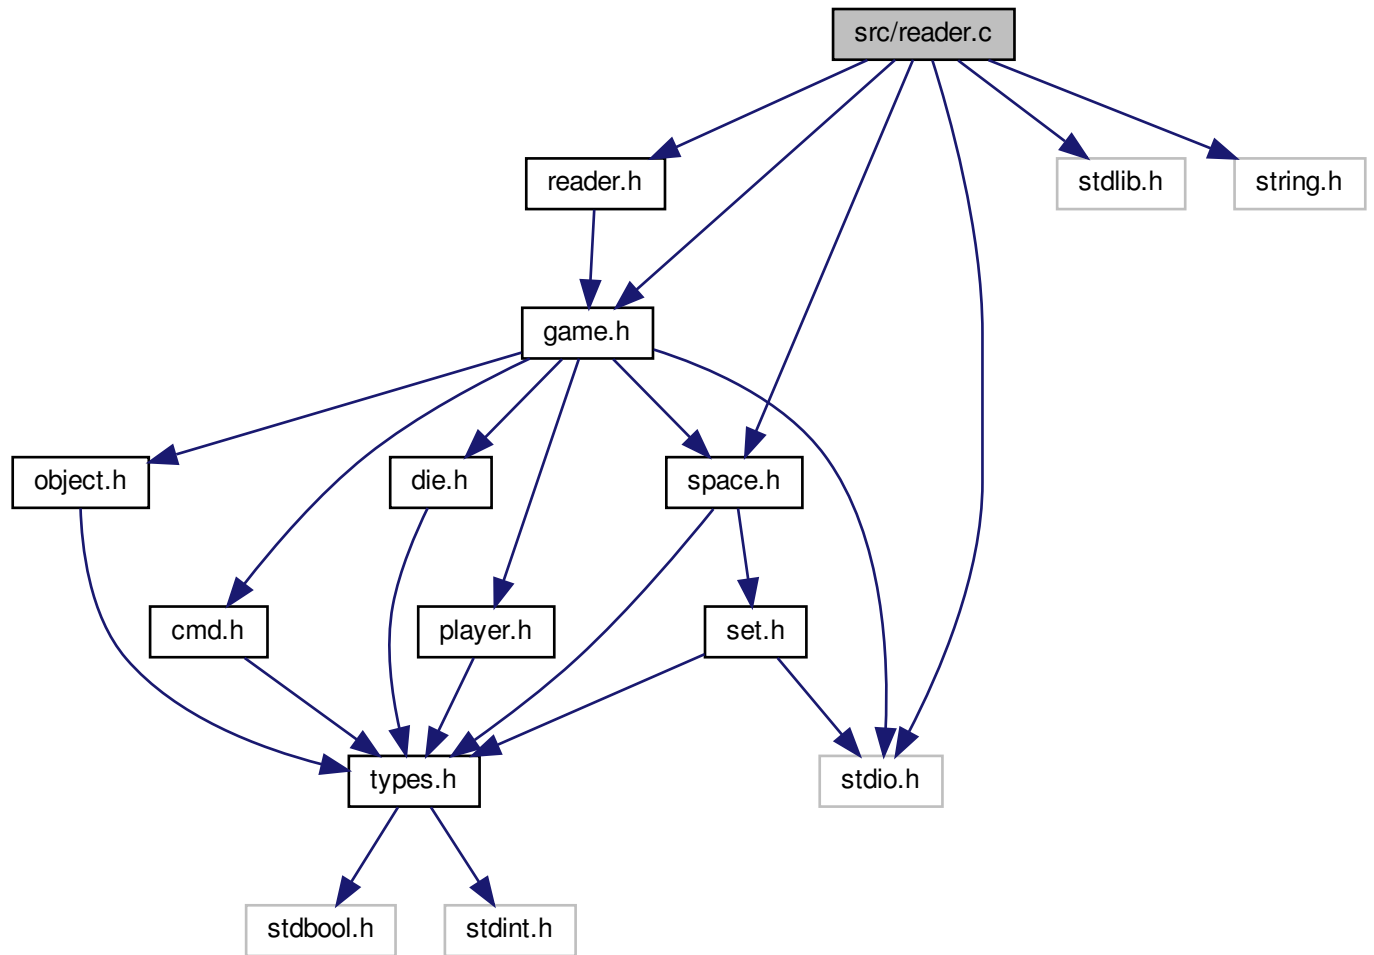 src/reader.c
reader.h
stdlib.h
string.h
game.h
object.h
die.h
space.h
cmd.h
player.h
set.h
types.h
stdio.h
stdbool.h
stdint.h